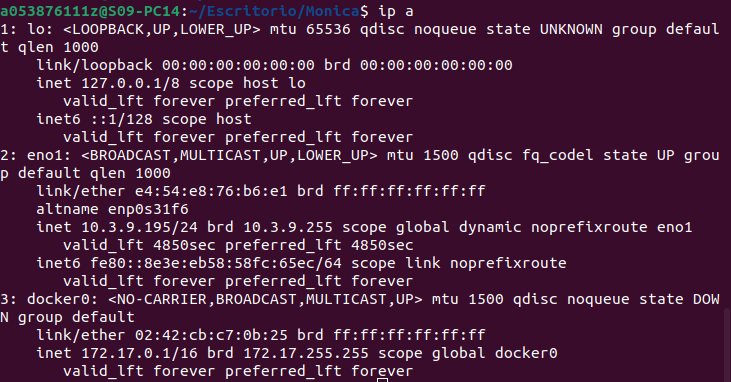 a053876111z@S09-PC14:~/Escritorio/Monica$ ip a
1: lo: <LOOPBACK,UP,LOWER_UP> mtu 65536 qdisc noqueue state UNKNOWN group defaul
t qlen 1000
    link/loopback 00:00:00:00:00:00 brd 00:00:00:00:00:00
    inet 127.0.0.1/8 scope host lo
       valid_lft forever preferred_lft forever
    inet6 ::1/128 scope host
       valid_lft forever preferred_lft forever
2: eno1: <BROADCAST,MULTICAST,UP,LOWER_UP> mtu 1500 qdisc fq_codel state UP grou
p default qlen 1000
    link/ether e4:54:e8:76:b6:e1 brd ff:ff:ff:ff:ff:ff
    altname enp0s31f6
    inet 10.3.9.195/24 brd 10.3.9.255 scope global dynamic noprefixroute eno1
       valid_lft 4850sec preferred_lft 4850sec
    inet6 fe80::8e3e:eb58:58fc:65ec/64 scope link noprefixroute
       valid_lft forever preferred_lft forever
3: docker0: <NO-CARRIER,BROADCAST,MULTICAST,UP> mtu 1500 qdisc noqueue state DOW
N group default
    link/ether 02:42:cb:c7:0b:25 brd ff:ff:ff:ff:ff:ff
    inet 172.17.0.1/16 brd 172.17.255.255 scope global docker0
       valid_lft forever preferred_lft forever